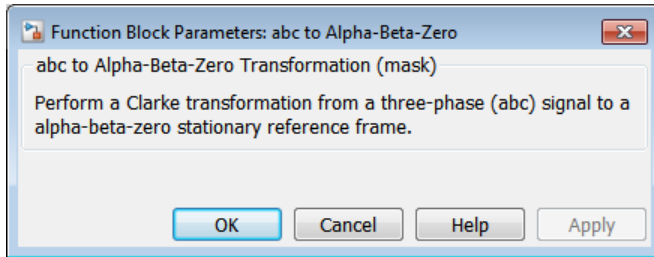 Function Block Parameters: abc to Alpha-Beta-Zero
abc to Alpha-Beta-Zero Transformation (mask)
Perform a Clarke transformation from a three-phase (abc) signal to a
alpha-beta-zero stationary reference frame.
OK Cancel Help Apply